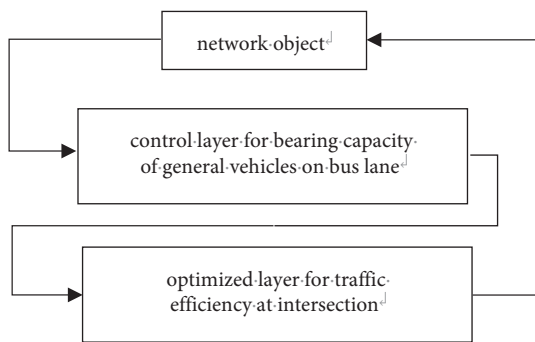 network object
control layer for bearing capacity
of general vehicles on bus lane
optimized layer for traffic
efficiency at intersection